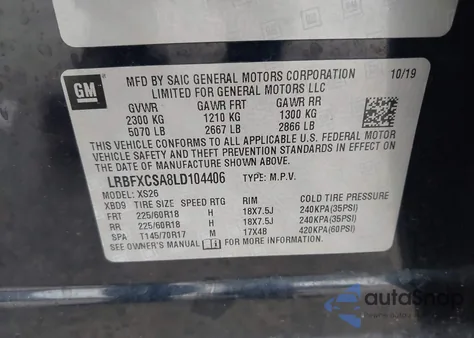 GM
MFD BY SAIC GENERAL MOTORS CORPORATION 10/19
LIMITED FOR GENERAL MOTORS LLC
GVWR GAWR FRT GAWR RR
2300 KG 1210 KG 1300 KG
5070 LB 2667 LB 2866 LB
THIS VEHICLE CONFORMS TO ALL APPLICABLE U.S. FEDERAL MOTOR
VEHICLE SAFETY, AND THEFT PREVENTION STANDARDS IN EFFECT ON
THE DATE OF MANUFACTURE SHOWN ABOVE.
LRBFXCSA8LD104406 TYPE: M.P.V.
MODEL: XS26
XBD9 TIRE SIZE SPEED RTG RIM COLD TIRE PRESSURE
FRT 225/60R18 H 18X7.5J 240KPA(35PSI)
RR 225/60R18 H 18X7.5J 240KPA(35PSI)
SPA T145/70R17 M 17X4B 420KPA(60PSI)
SEE OWNER'S MANUAL FOR MORE INFORMATION.
autoSnap